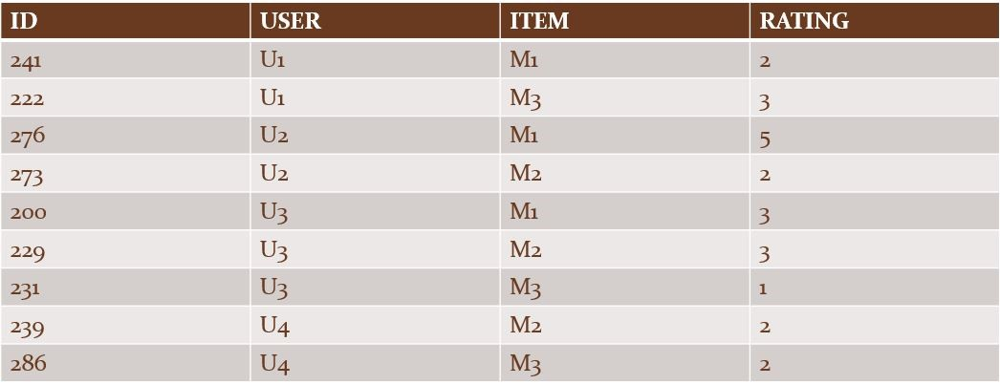 ID USER ITEM RATING
241 U1 M1 2
222 U1 M3 3
276 U2 M1 5
273 U2 M2 2
200 U3 M1 3
229 U3 M2 3
231 U3 M3 1
239 U4 M2 2
286 U4 M3 2